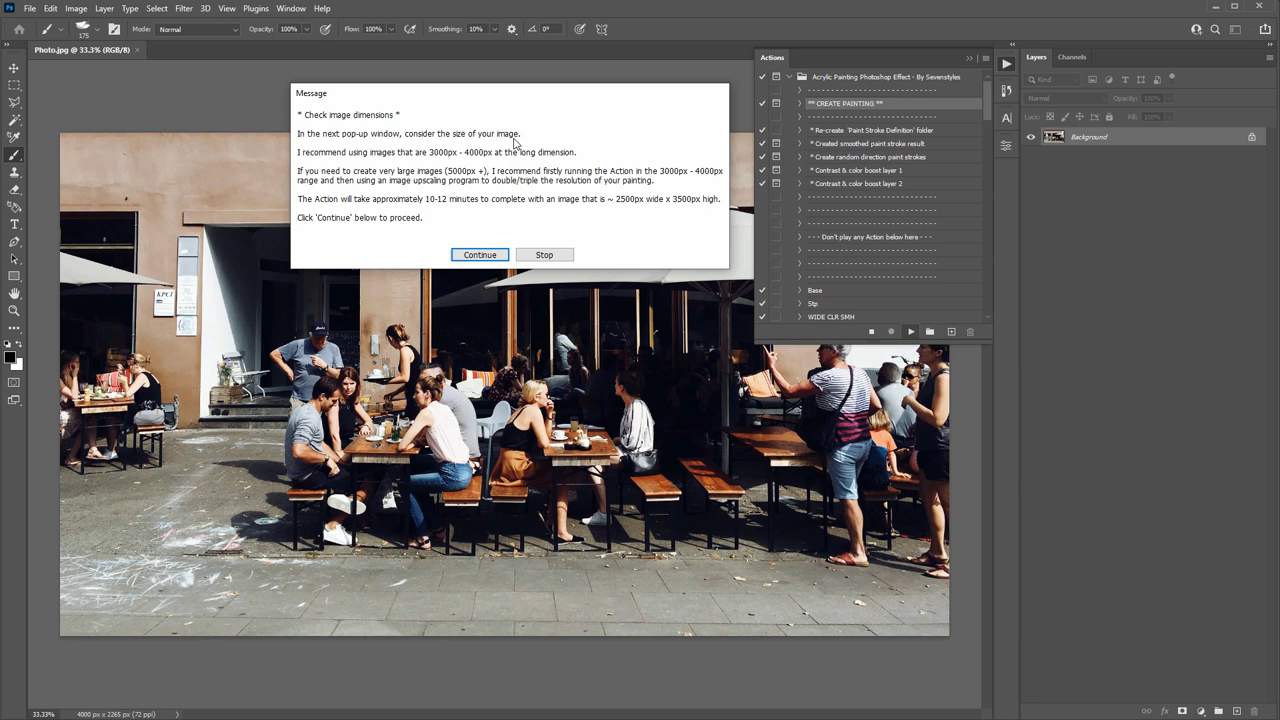 Ps File Edit Image Layer Type Select Filter 3D View Plugins Window Help
175 Mode: Normal Opacity: 100% Flow: 100% Smoothing: 10% 0°
Photo.jpg @ 33.3% (RGB/8) ×
Actions
Acrylic Painting Photoshop Effect - By Sevenstyles
- - - - - - - - - - - - - - - - - - - - - - - - - - -
** CREATE PAINTING **
- - - - - - - - - - - - - - - - - - - - - - - - - - -
* Re-create 'Paint Stroke Definition' folder
* Created smoothed paint stroke result
* Create random direction paint strokes
* Contrast & color boost layer 1
* Contrast & color boost layer 2
- - - - - - - - - - - - - - - - - - - - - - - - - - -
- - - - - - - - - - - - - - - - - - - - - - - - - - -
- - - - - - - - - - - - - - - - - - - - - - - - - - -
- - - Don't play any Action below here - - -
- - - - - - - - - - - - - - - - - - - - - - - - - - -
- - - - - - - - - - - - - - - - - - - - - - - - - - -
- - - - - - - - - - - - - - - - - - - - - - - - - - -
Base
Stp
WIDE CLR SMH
Message
* Check image dimensions *
In the next pop-up window, consider the size of your image.
I recommend using images that are 3000px - 4000px at the long dimension.
If you need to create very large images (5000px +), I recommend firstly running the Action in the 3000px - 4000px
range and then using an image upscaling program to double/triple the resolution of your painting.
The Action will take approximately 10-12 minutes to complete with an image that is ~ 2500px wide x 3500px high.
Click 'Continue' below to proceed.
Continue Stop
KPCI
Layers Channels
Kind
Normal Opacity: 100%
Lock: Fill: 100%
Background
33.33% 4000 px x 2265 px (72 ppi)